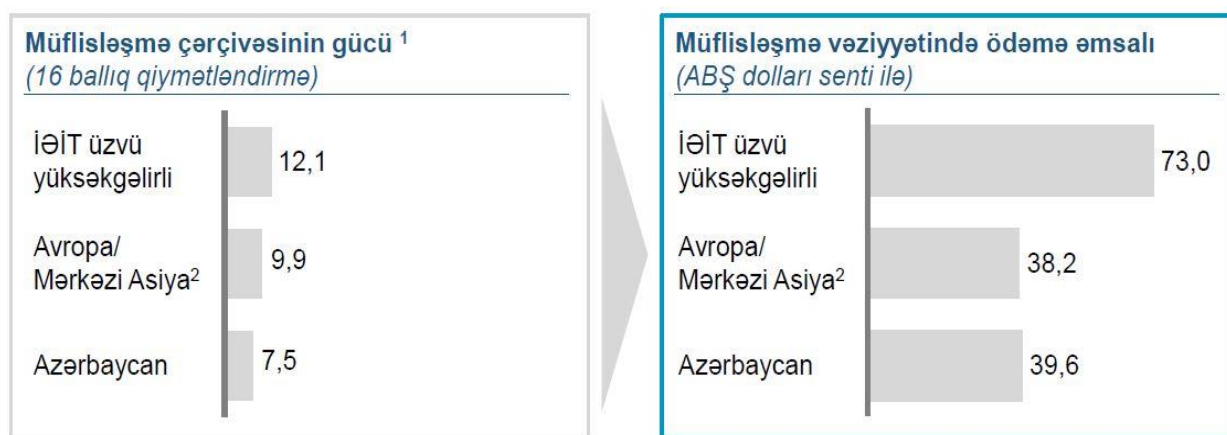 Müflisləşmə çərçivəsinin gücü ¹
(16 ballıq qiymətləndirmə)
İƏİT üzvü
yüksəkgəlirli
12,1
Avropa/
Mərkəzi Asiya²
9,9
Azərbaycan
7,5
Müflisləşmə vəziyyətində ödəmə əmsalı
(ABŞ dolları senti ilə)
İƏİT üzvü
yüksəkgəlirli
73,0
Avropa/
Mərkəzi Asiya²
38,2
Azərbaycan
39,6